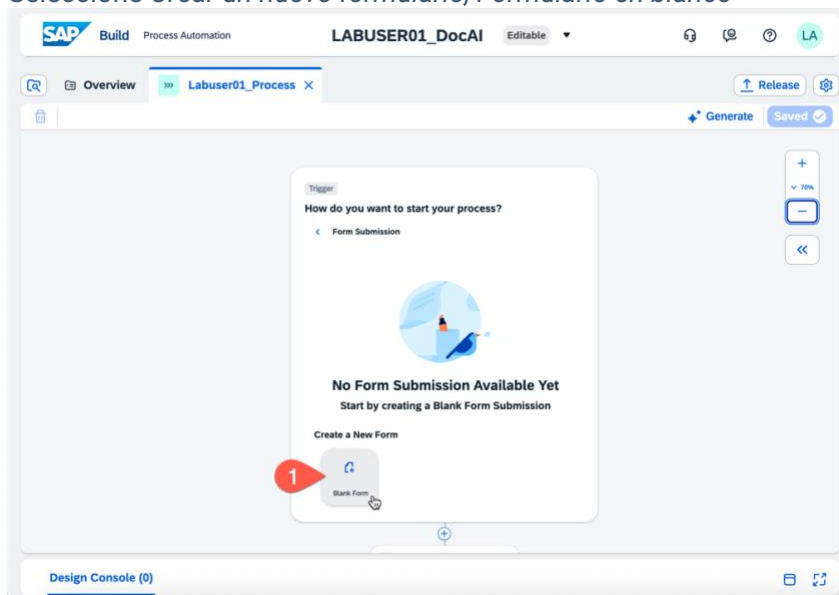 Seleccione Crear un nuevo formulario/Formulario en blanco
SAP Build Process Automation LABUSER01_DocAI Editable LA
Overview Labuser01_Process Release
Generate Saved
70%
Trigger
How do you want to start your process?
Form Submission
No Form Submission Available Yet
Start by creating a Blank Form Submission
Create a New Form
1
Blank Form
Design Console (0)